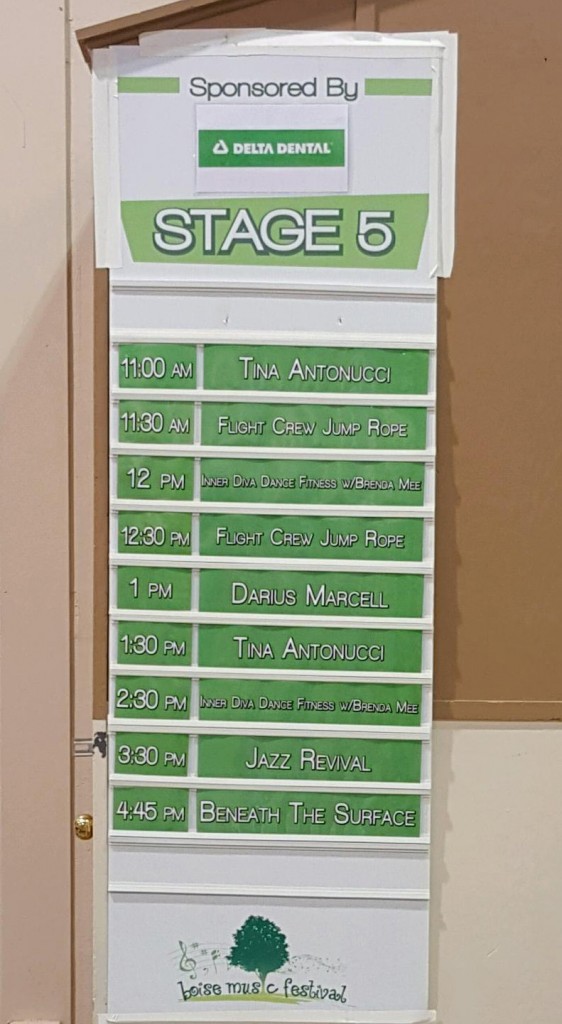 Sponsored By
DELTA DENTAL
STAGE 5
11:00 AM TINA ANTONUCCI
11:30 AM FLIGHT CREW JUMP ROPE
12 PM INNER DIVA DANCE FITNESS W/BRENDA MEE
12:30 PM FLIGHT CREW JUMP ROPE
1 PM DARIUS MARCELL
1:30 PM TINA ANTONUCCI
2:30 PM INNER DIVA DANCE FITNESS W/BRENDA MEE
3:30 PM JAZZ REVIVAL
4:45 PM BENEATH THE SURFACE
boise music festival